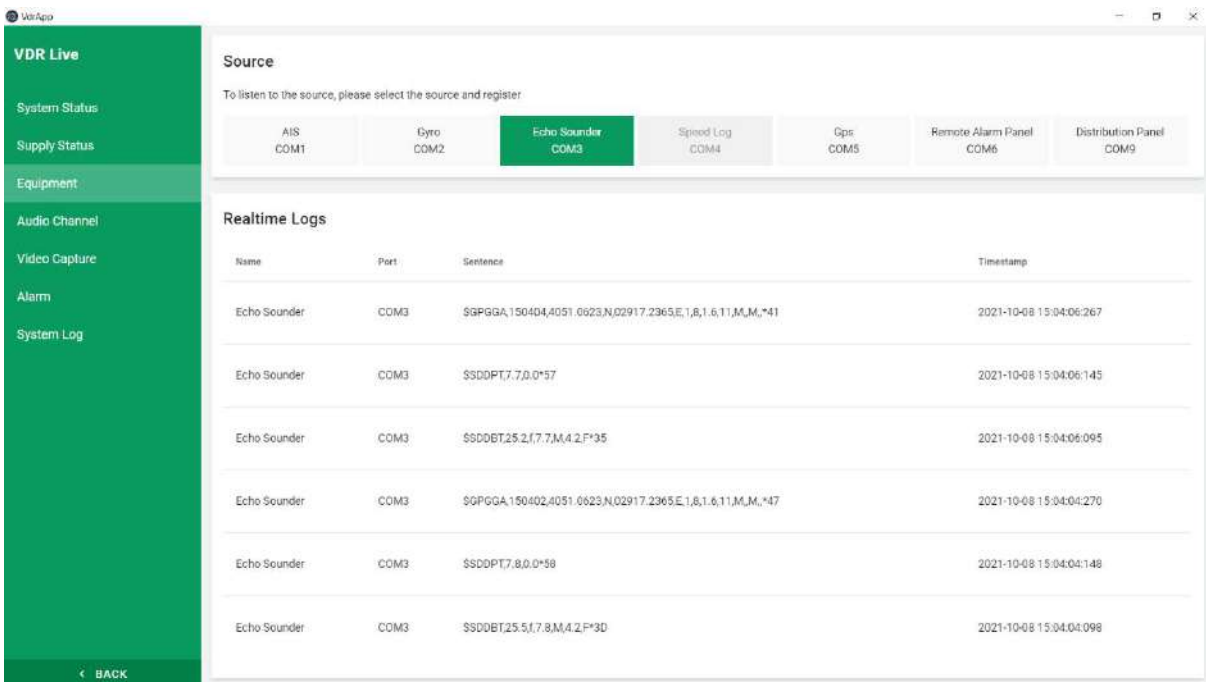 VdrApp
VDR Live
System Status
Supply Status
Equipment
Audio Channel
Video Capture
Alarm
System Log
< BACK
Source
To listen to the source, please select the source and register
AIS
COM1
Gyro
COM2
Echo Sounder
COM3
Speed Log
COM4
Gps
COM5
Remote Alarm Panel
COM6
Distribution Panel
COM9
Realtime Logs
Name Port Sentence Timestamp
Echo Sounder COM3 $GPGGA,150404,4051.0623,N,02917.2365,E,1,8,1.6,11,M,,M,,*41 2021-10-08 15:04:06:267
Echo Sounder COM3 $SDDPT,7.7,0.0*57 2021-10-08 15:04:06:145
Echo Sounder COM3 $SDDBT,25.2,f,7.7,M,4.2,F*35 2021-10-08 15:04:06:095
Echo Sounder COM3 $GPGGA,150402,4051.0623,N,02917.2365,E,1,8,1.6,11,M,,M,,*47 2021-10-08 15:04:04:270
Echo Sounder COM3 $SDDPT,7.8,0.0*58 2021-10-08 15:04:04:148
Echo Sounder COM3 $SDDBT,25.5,f,7.8,M,4.2,F*3D 2021-10-08 15:04:04:098